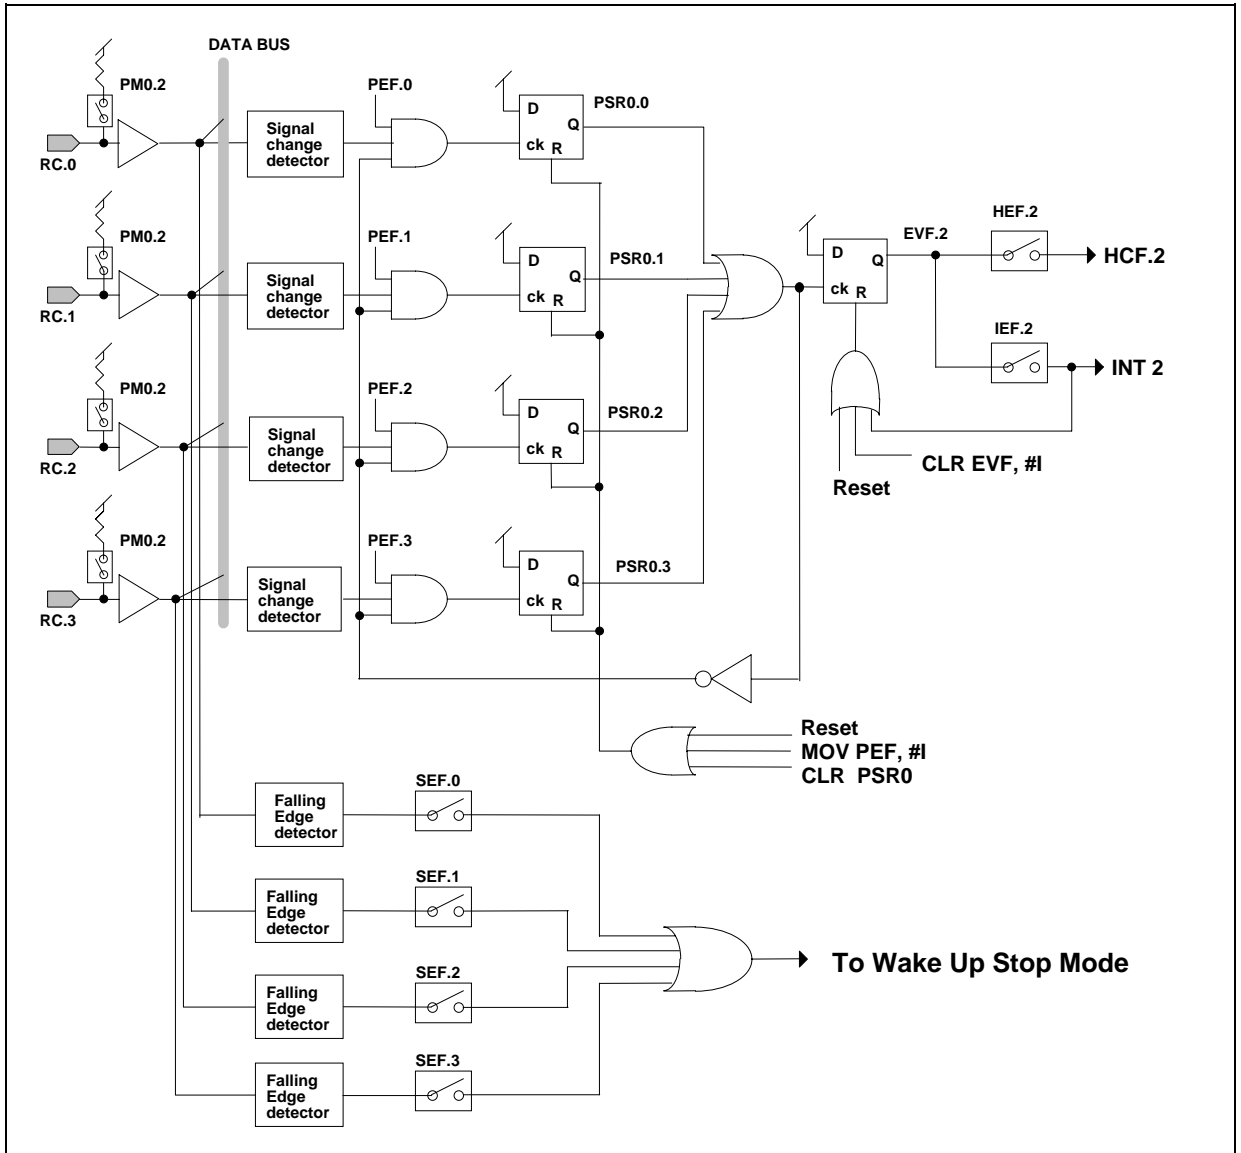 DATA BUS
PM0.2
RC.0
Signal
change
detector
PEF.0
D
ck
R
Q
PSR0.0
PM0.2
RC.1
Signal
change
detector
PEF.1
D
ck
R
Q
PSR0.1
PM0.2
RC.2
Signal
change
detector
PEF.2
D
ck
R
Q
PSR0.2
PM0.2
RC.3
Signal
change
detector
PEF.3
D
ck
R
Q
PSR0.3
D
ck
R
Q
EVF.2
HEF.2
HCF.2
IEF.2
INT 2
CLR EVF, #I
Reset
Reset
MOV PEF, #I
CLR PSR0
Falling
Edge
detector
SEF.0
Falling
Edge
detector
SEF.1
Falling
Edge
detector
SEF.2
Falling
Edge
detector
SEF.3
To Wake Up Stop Mode